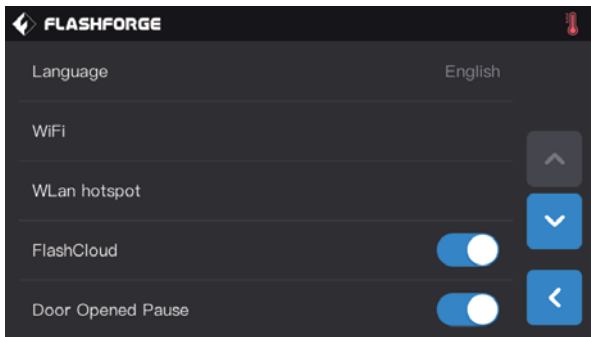 FLASHFORGE
Language English
WiFi
WLan hotspot
FlashCloud
Door Opened Pause